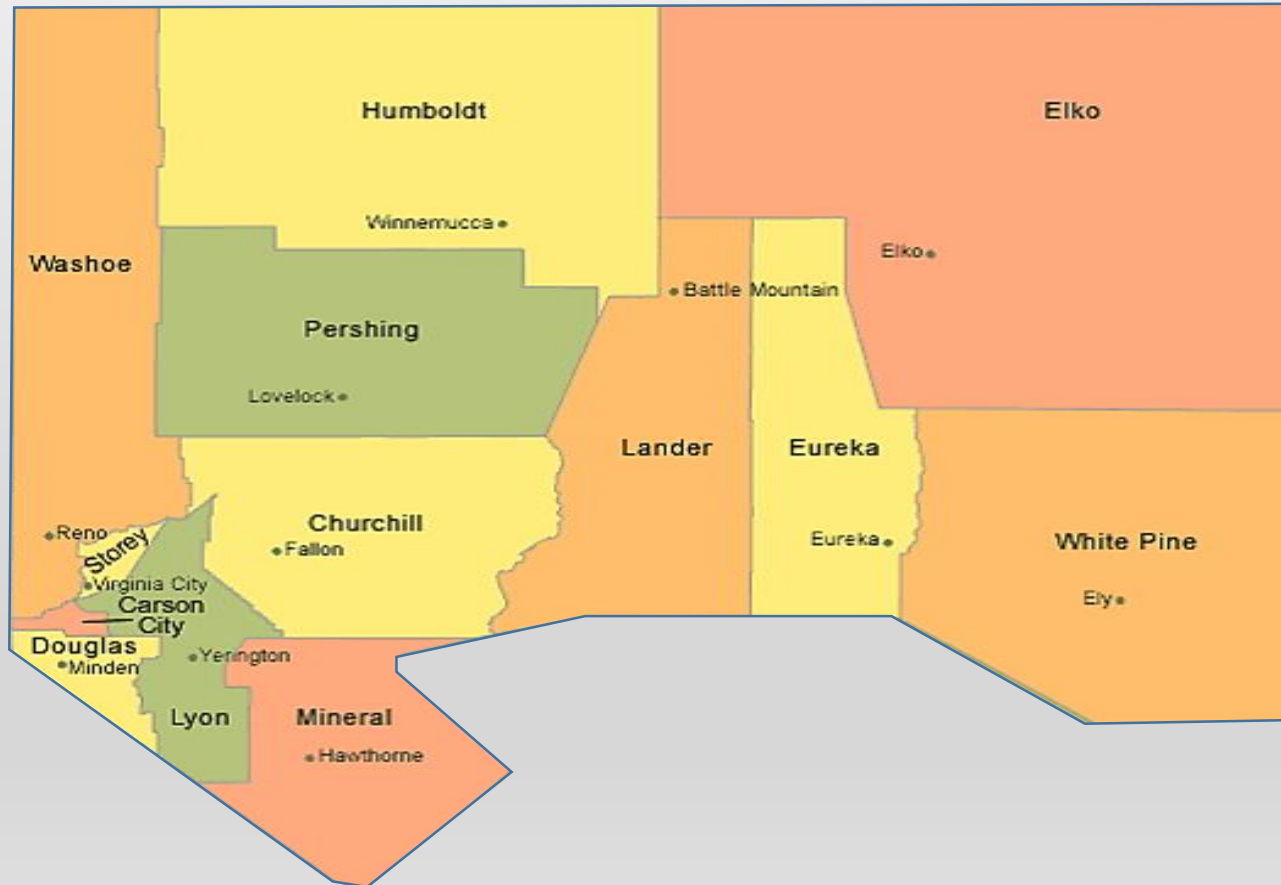 Humboldt
Elko
Winnemucca
Washoe
Elko
Battle Mountain
Pershing
Lovelock
Lander
Eureka
Churchill
Reno
Storey
Fallon
Eureka
White Pine
Virginia City
Ely
Carson
City
Douglas
Minden
Yerington
Lyon
Mineral
Hawthorne